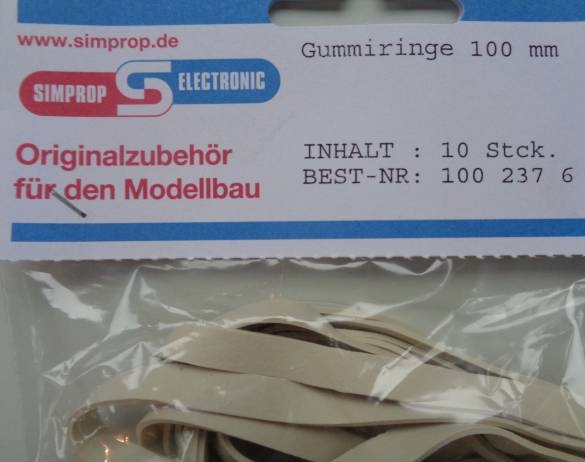 www.simprop.de
Gummiringe 100 mm
SIMPROP S ELECTRONIC
Originalzubehör
für den Modellbau
INHALT : 10 Stck.
BEST-NR: 100 237 6